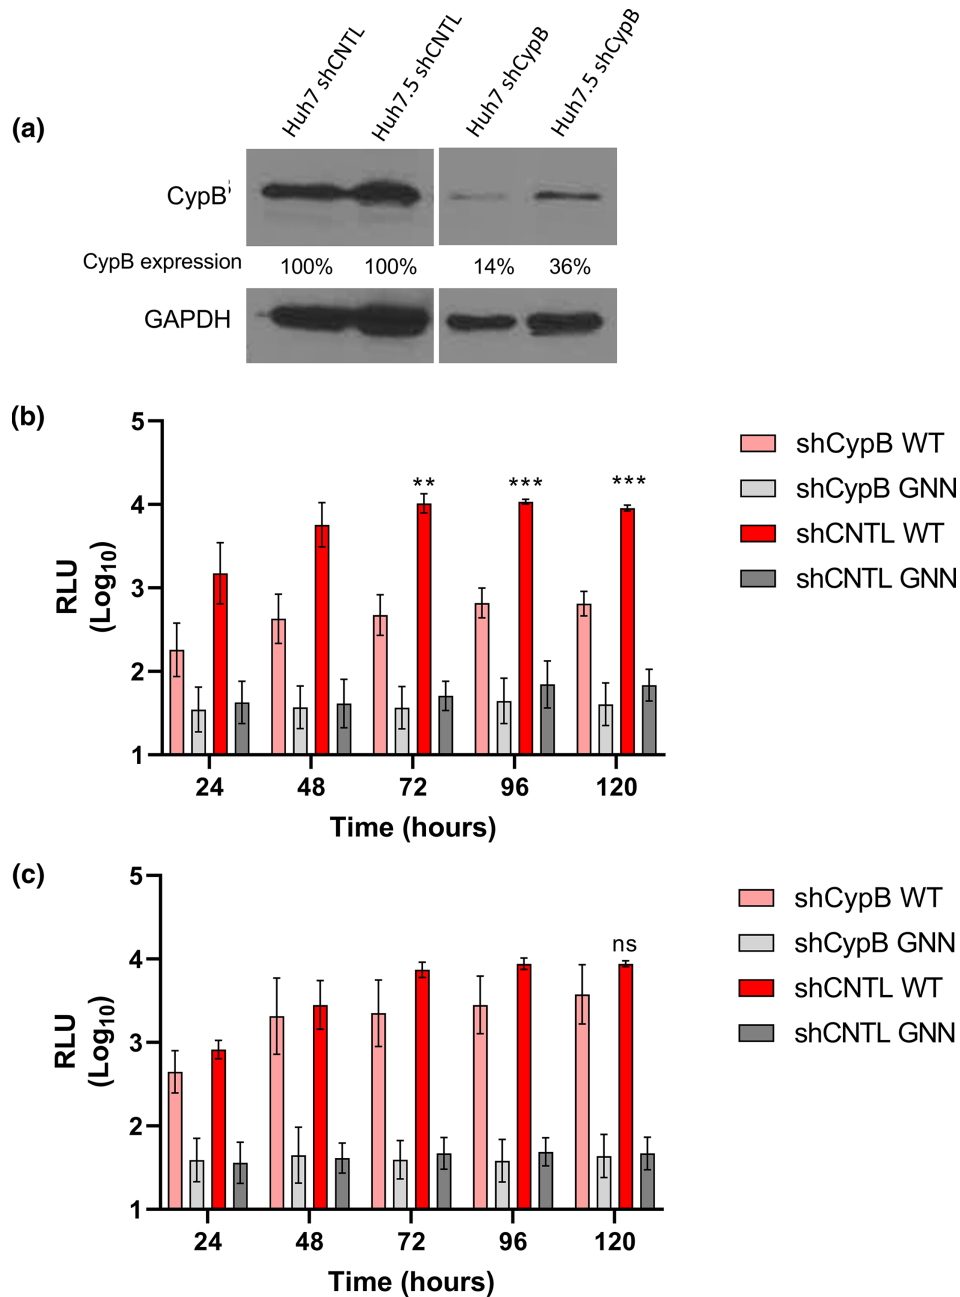 Huh7 shCNTL
Huh7.5 shCNTL
Huh7 shCypB
Huh7.5 shCypB
(a)
CypB
CypB expression 100% 100% 14% 36%
GAPDH
(b)
5
4
3
2
1
RLU
(Log10)
** *** ***
24 48 72 96 120
Time (hours)
shCypB WT
shCypB GNN
shCNTL WT
shCNTL GNN
(c)
5
4
3
2
1
RLU
(Log10)
ns
24 48 72 96 120
Time (hours)
shCypB WT
shCypB GNN
shCNTL WT
shCNTL GNN